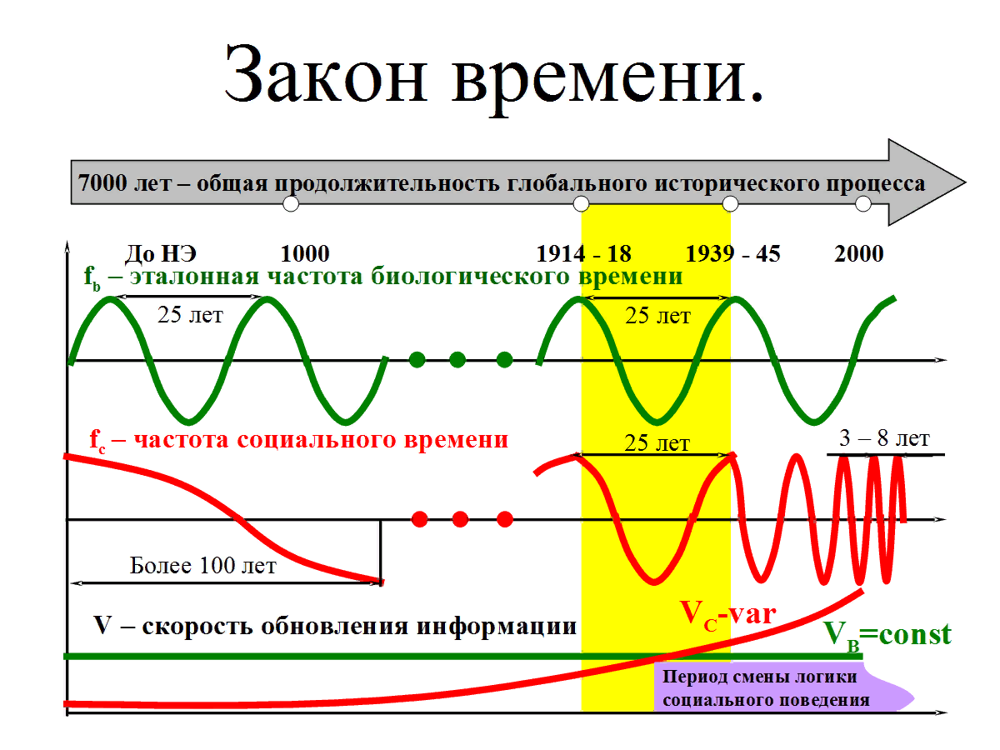 Закон времени.
7000 лет – общая продолжительность глобального исторического процесса
До НЭ 1000 1914 - 18 1939 - 45 2000
fb – эталонная частота биологического времени
25 лет 25 лет
fc – частота социального времени
25 лет 3 – 8 лет
Более 100 лет
V – скорость обновления информации
VC-var
VB=const
Период смены логики
социального поведения